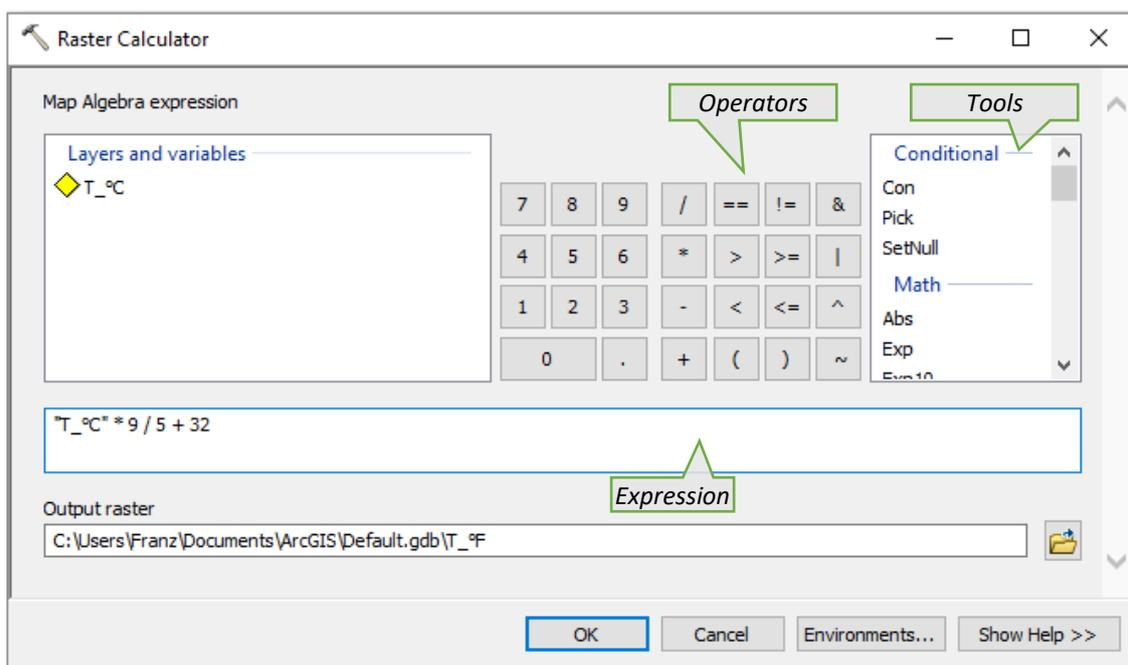 Raster Calculator
Map Algebra expression
Operators
Tools
Layers and variables
T_ºC
7 8 9 / == != &
4 5 6 * > >= |
1 2 3 - < <= ^
0 . + ( ) ~
Conditional
Con
Pick
SetNull
Math
Abs
Exp
Exp10
"T_ºC" * 9 / 5 + 32
Expression
Output raster
C:\Users\Franz\Documents\ArcGIS\Default.gdb\T_ºF
OK Cancel Environments... Show Help >>